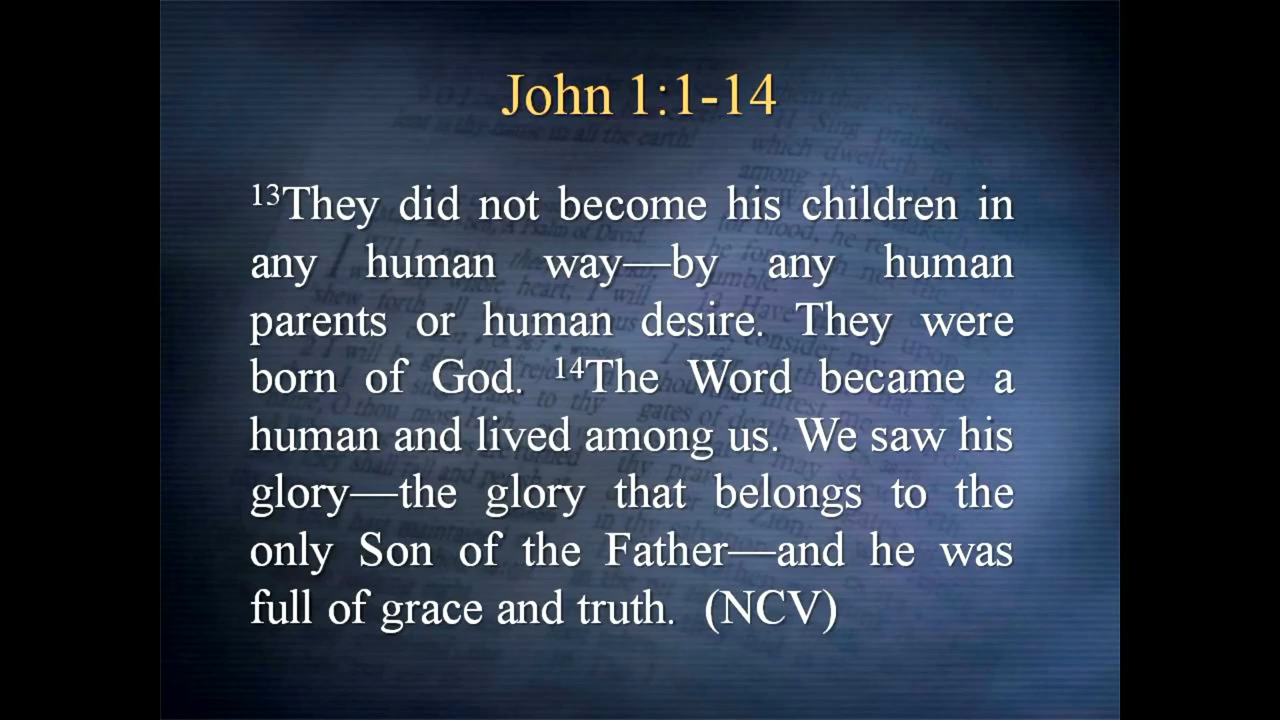 John 1:1-14
¹³They did not become his children in
any human way—by any human
parents or human desire. They were
born of God. ¹⁴The Word became a
human and lived among us. We saw his
glory—the glory that belongs to the
only Son of the Father—and he was
full of grace and truth. (NCV)